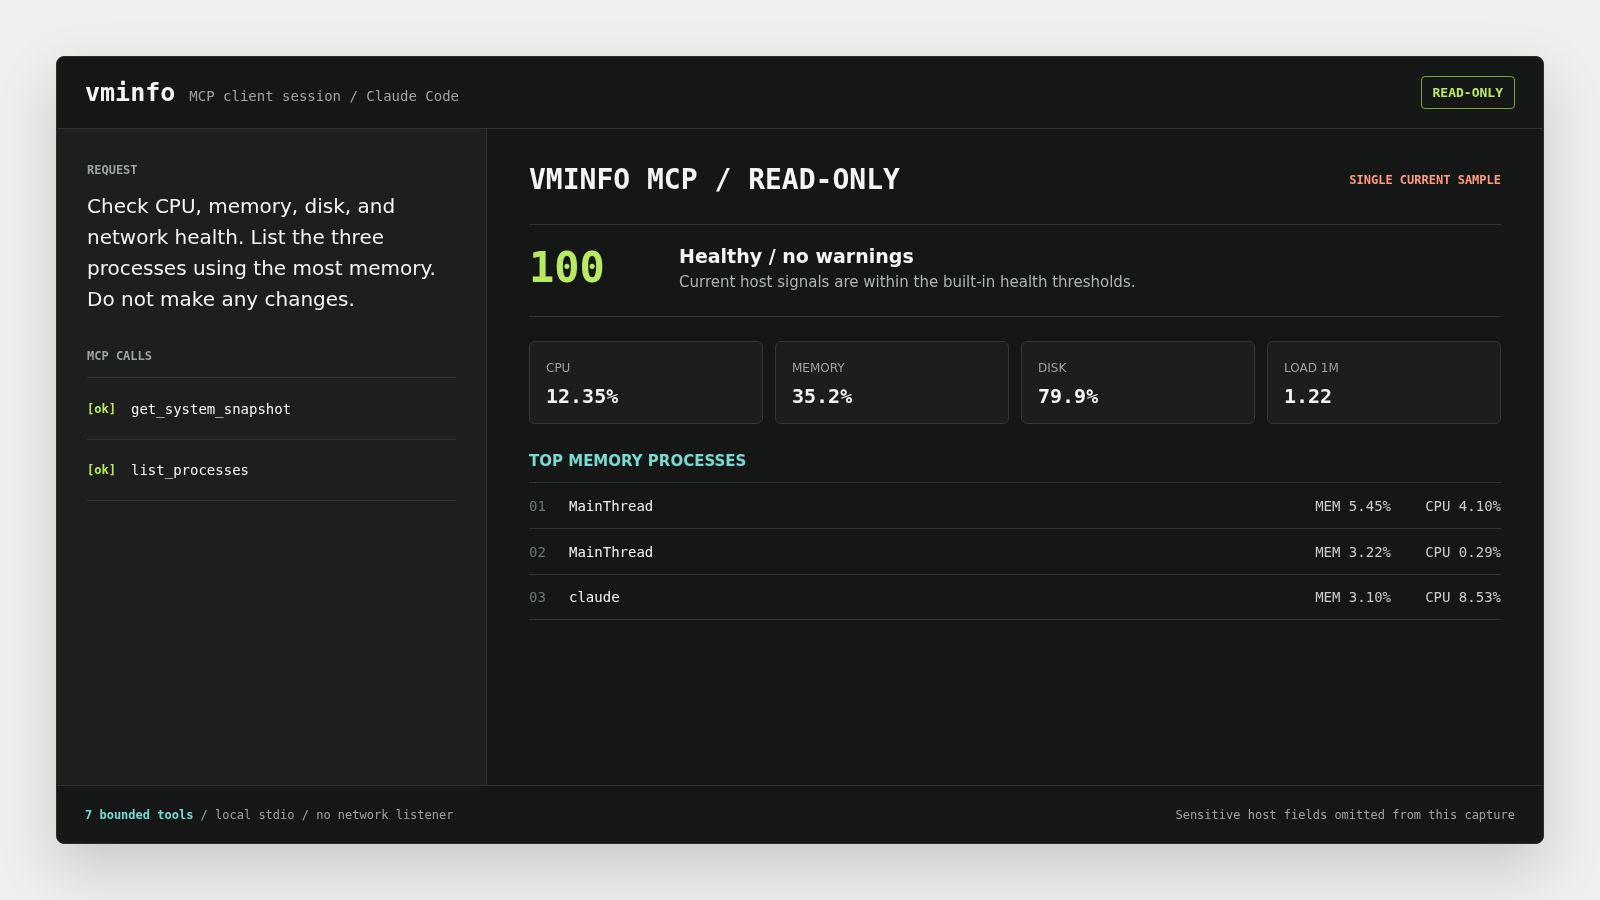 vminfo MCP client session / Claude Code
READ-ONLY
REQUEST
Check CPU, memory, disk, and
network health. List the three
processes using the most memory.
Do not make any changes.
MCP CALLS
[ok] get_system_snapshot
[ok] list_processes
VMINFO MCP / READ-ONLY
SINGLE CURRENT SAMPLE
100
Healthy / no warnings
Current host signals are within the built-in health thresholds.
CPU
12.35%
MEMORY
35.2%
DISK
79.9%
LOAD 1M
1.22
TOP MEMORY PROCESSES
01 MainThread MEM 5.45% CPU 4.10%
02 MainThread MEM 3.22% CPU 0.29%
03 claude MEM 3.10% CPU 8.53%
7 bounded tools / local stdio / no network listener
Sensitive host fields omitted from this capture